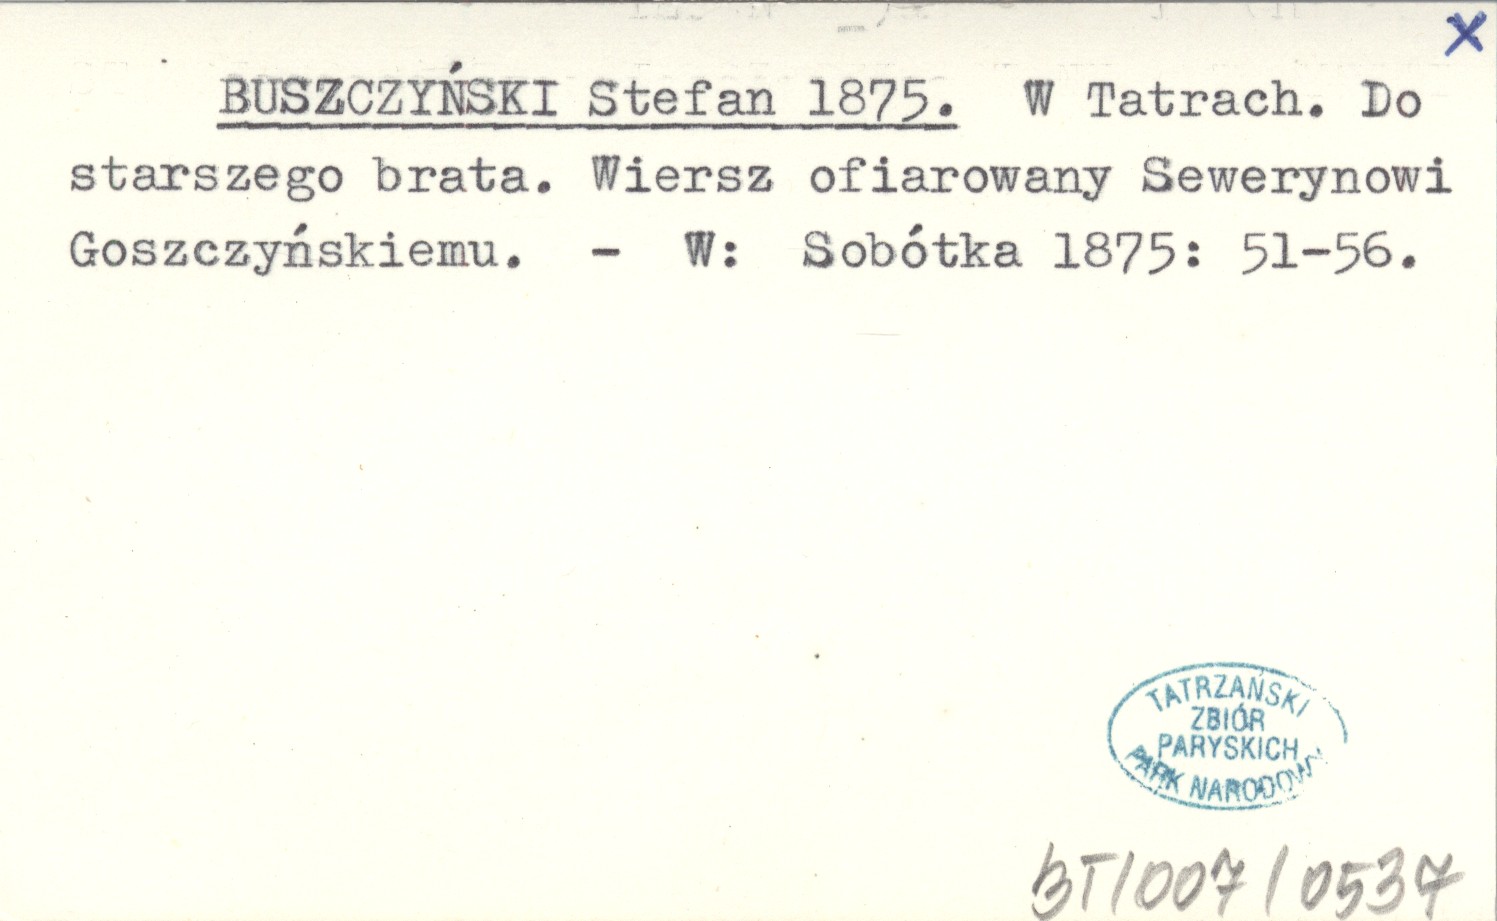 X
BUSZCZYŃSKI Stefan 1875. W Tatrach. Do
starszego brata. Wiersz ofiarowany Sewerynowi
Goszczyńskiemu. - W: Sobótka 1875: 51-56.
TATRZAŃSKI
ZBIÓR
PARYSKICH
PARK NARODOWY
BT/007/0537